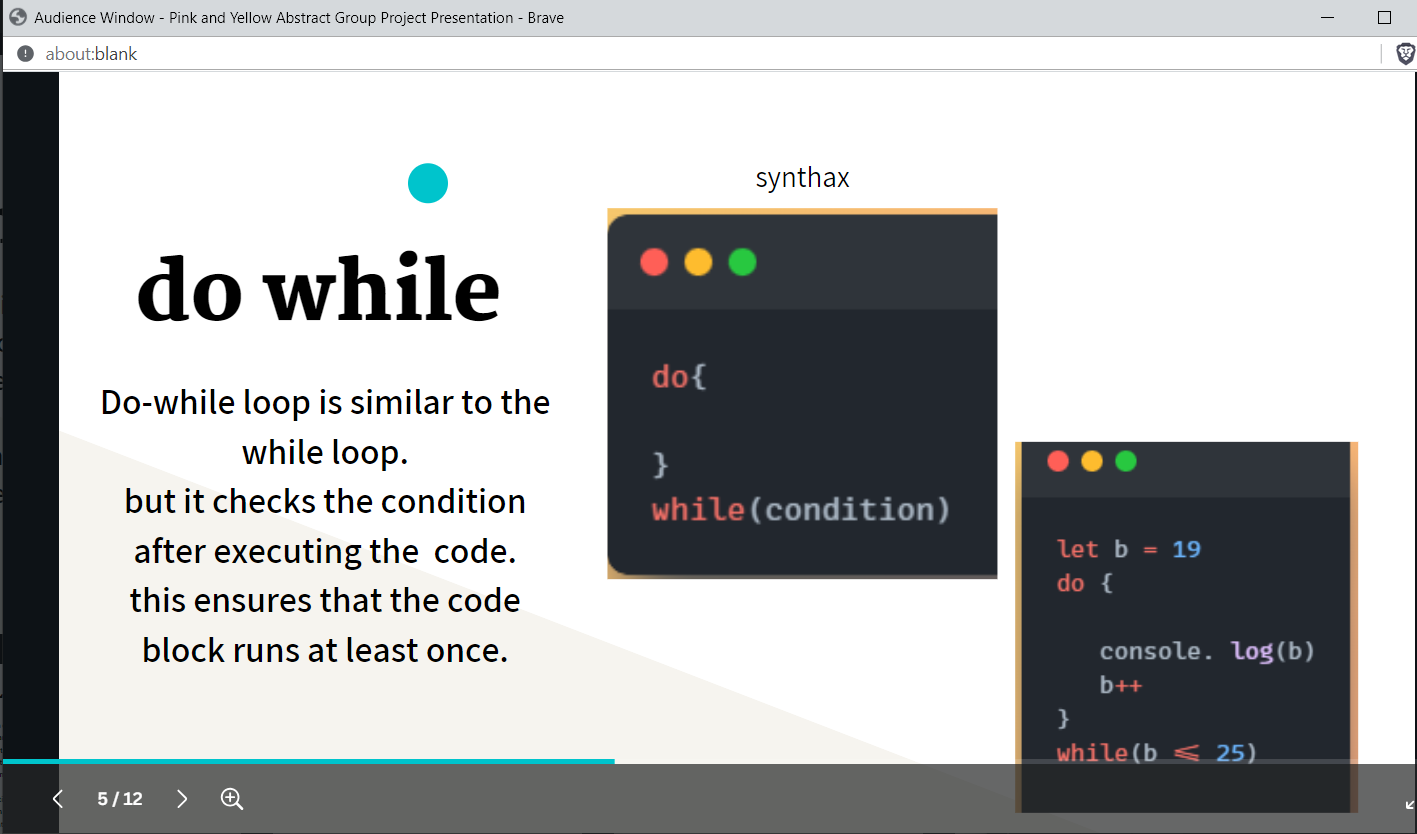 Audience Window - Pink and Yellow Abstract Group Project Presentation - Brave
about:blank
synthax
do while
Do-while loop is similar to the
while loop.
but it checks the condition
after executing the  code.
this ensures that the code
block runs at least once.
do{
}
while(condition)
let b = 19
do {
console. log(b)
b++
}
while(b <= 25)
5 / 12